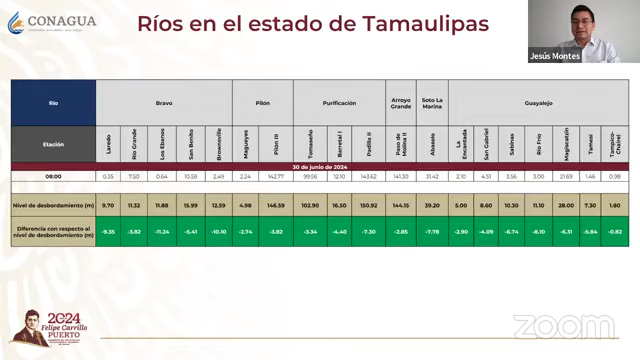 CONAGUA
Ríos en el estado de Tamaulipas
Jesús Montes
Río Bravo Pilón Purificación Arroyo Grande Soto La Marina Guayalejo
Estación Laredo Río Grande Los Ebanos San Benito Brownsville Magueyes Pilón III Tomaseño Barretal I Padilla II Paso de Molina II Abasolo La Encantada San Gabriel Sabinas Río Frío Magiscatzín Tamesí Tampico-Chairel
30 de junio de 2024
08:00 0.35 7.50 0.64 10.58 2.49 2.24 142.77 99.56 12.10 143.62 141.30 31.42 2.10 4.51 3.56 3.00 21.69 1.46 0.98
Nivel de desbordamiento (m) 9.70 11.32 11.88 15.99 12.59 4.98 146.59 102.90 16.50 150.92 144.15 39.20 5.00 8.60 10.30 11.10 28.00 7.30 1.80
Diferencia con respecto al nivel de desbordamiento (m) -9.35 -3.82 -11.24 -5.41 -10.10 -2.74 -3.82 -3.34 -4.40 -7.30 -2.85 -7.78 -2.90 -4.09 -6.74 -8.10 -6.31 -5.84 -0.82
2024
Felipe Carrillo
PUERTO
zoom